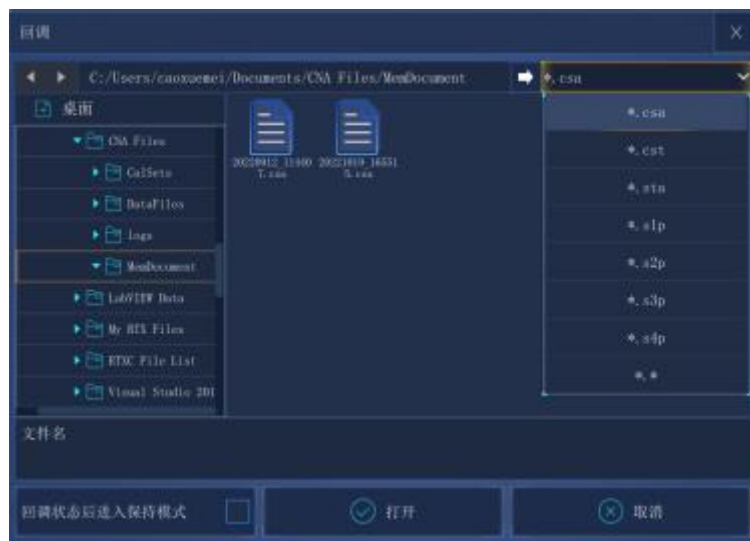 回调
C:/Users/caoxuemei/Documents/CNA Files/MemDocument
*.csa
桌面
CNA Files
CalSets
DataFiles
logs
MemDocument
LabVIEW Data
My RTX Files
RTXC File List
Visual Studio 201
*.csa
*.cst
*.sta
*.s1p
*.s2p
*.s3p
*.s4p
*.*
文件名
回调状态后进入保持模式
打开
取消